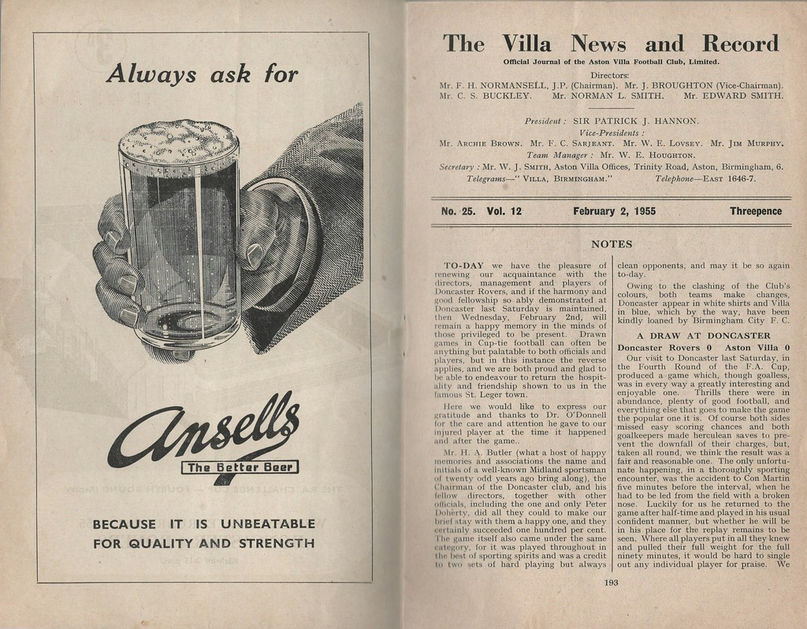 Always ask for
Ansells
The Better Beer
BECAUSE IT IS UNBEATABLE
FOR QUALITY AND STRENGTH
The Villa News and Record
Official Journal of the Aston Villa Football Club, Limited.
Directors:
Mr. F. H. NORMANSELL, J.P. (Chairman). Mr. J. BROUGHTON (Vice-Chairman).
Mr. C. S. BUCKLEY. Mr. NORMAN L. SMITH. Mr. EDWARD SMITH.
President : SIR PATRICK J. HANNON.
Vice-Presidents :
Mr. ARCHIE BROWN. Mr. F. C. SARJEANT. Mr. W. E. LOVSEY. Mr. JIM MURPHY.
Team Manager : Mr. W. E. HOUGHTON.
Secretary : Mr. W. J. SMITH, Aston Villa Offices, Trinity Road, Aston, Birmingham, 6.
Telegrams—" VILLA, BIRMINGHAM." Telephone—EAST 1646-7.
No. 25. Vol. 12 February 2, 1955 Threepence
NOTES
TO-DAY we have the pleasure of
renewing our acquaintance with the
directors, management and players of
Doncaster Rovers, and if the harmony and
good fellowship so ably demonstrated at
Doncaster last Saturday is maintained,
then Wednesday, February 2nd, will
remain a happy memory in the minds of
those privileged to be present. Drawn
games in Cup-tie football can often be
anything but palatable to both officials and
players, but in this instance the reverse
applies, and we are both proud and glad to
be able to endeavour to return the hospit-
ality and friendship shown to us in the
famous St. Leger town.
Here we would like to express our
gratitude and thanks to Dr. O'Donnell
for the care and attention he gave to our
injured player at the time it happened
and after the game.
Mr. H. A. Butler (what a host of happy
memories and associations the name and
initials of a well-known Midland sportsman
of twenty odd years ago bring along), the
Chairman of the Doncaster club, and his
fellow directors, together with other
officials, including the one and only Peter
Doherty, did all they could to make our
brief stay with them a happy one, and they
certainly succeeded one hundred per cent.
The game itself also came under the same
category, for it was played throughout in
the best of sporting spirits and was a credit
to two sets of hard playing but always
clean opponents, and may it be so again
to-day.
Owing to the clashing of the Club's
colours, both teams make changes,
Doncaster appear in white shirts and Villa
in blue, which by the way, have been
kindly loaned by Birmingham City F. C.
A DRAW AT DONCASTER
Doncaster Rovers 0 Aston Villa 0
Our visit to Doncaster last Saturday, in
the Fourth Round of the F.A. Cup,
produced a game which, though goalless,
was in every way a greatly interesting and
enjoyable one. Thrills there were in
abundance, plenty of good football, and
everything else that goes to make the game
the popular one it is. Of course both sides
missed easy scoring chances and both
goalkeepers made herculean saves to pre-
vent the downfall of their charges, but,
taken all round, we think the result was a
fair and reasonable one. The only unfortu-
nate happening, in a thoroughly sporting
encounter, was the accident to Con Martin
five minutes before the interval, when he
had to be led from the field with a broken
nose. Luckily for us he returned to the
game after half-time and played in his usual
confident manner, but whether he will be
in his place for the replay remains to be
seen. Where all players put in all they knew
and pulled their full weight for the full
ninety minutes, it would be hard to single
out any individual player for praise. We
193